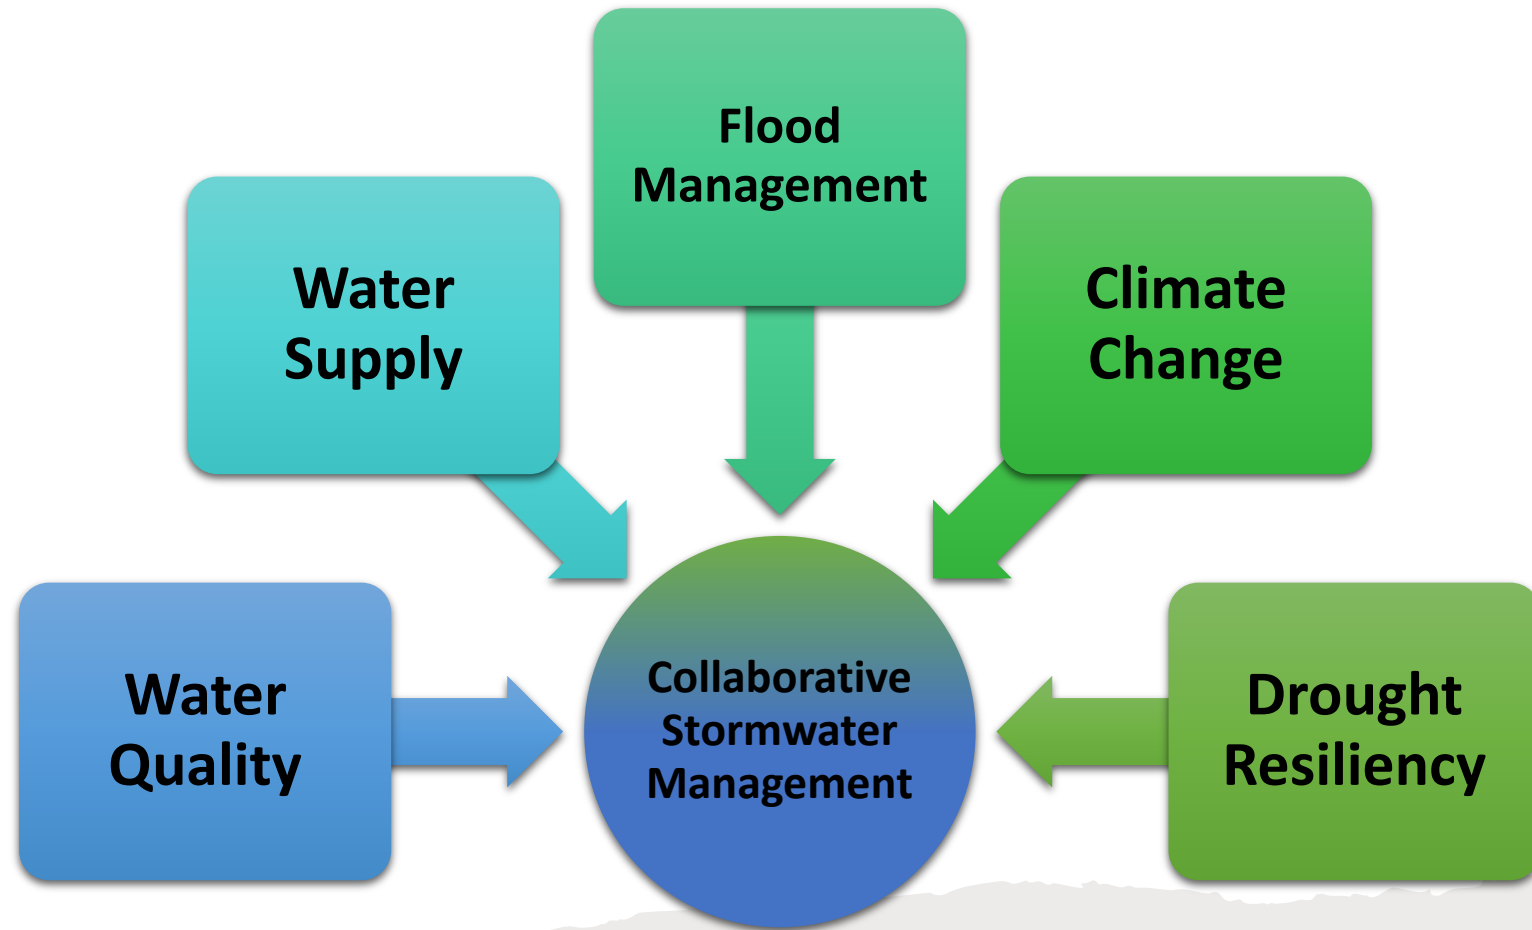 Flood
Management
Water
Supply
Climate
Change
Water
Quality
Collaborative
Stormwater
Management
Drought
Resiliency